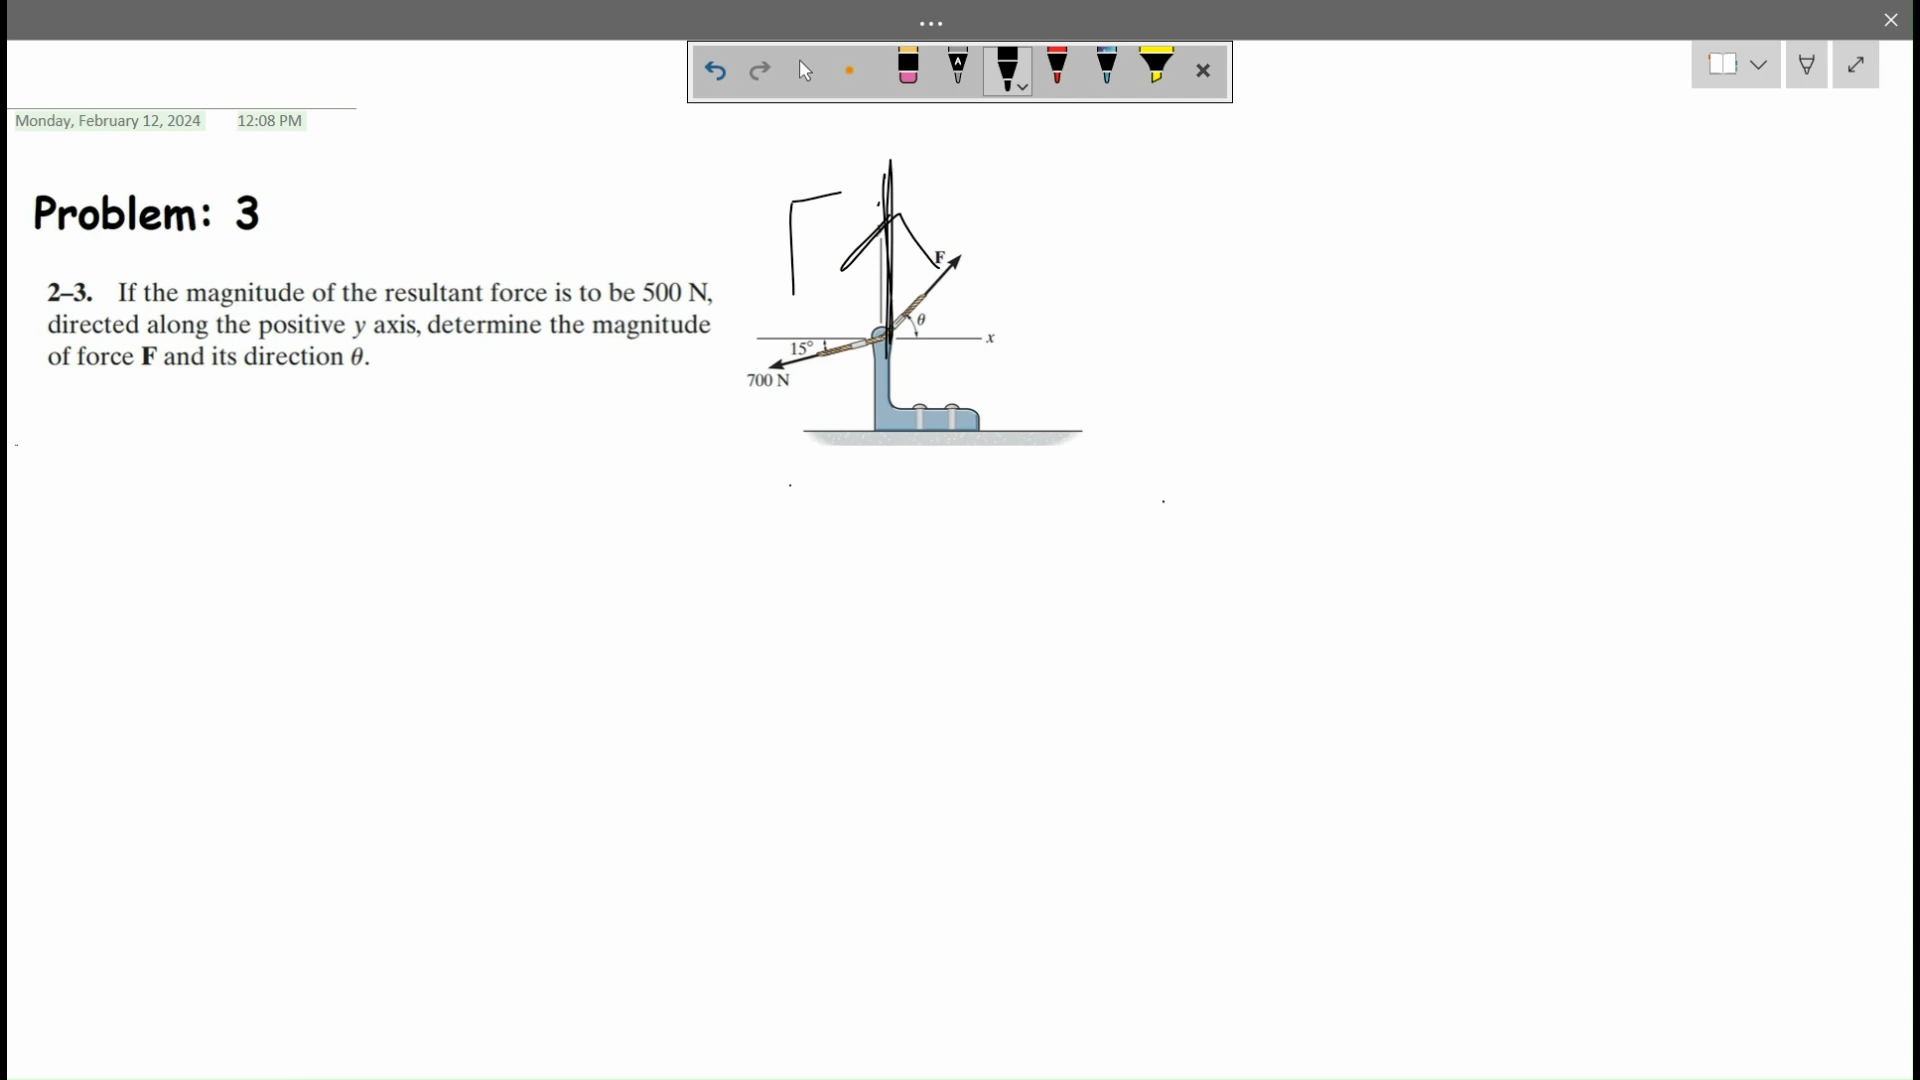 Monday, February 12, 2024 12:08 PM
Problem: 3
2–3. If the magnitude of the resultant force is to be 500 N,
directed along the positive y axis, determine the magnitude
of force F and its direction θ.
F
θ
x
15°
700 N